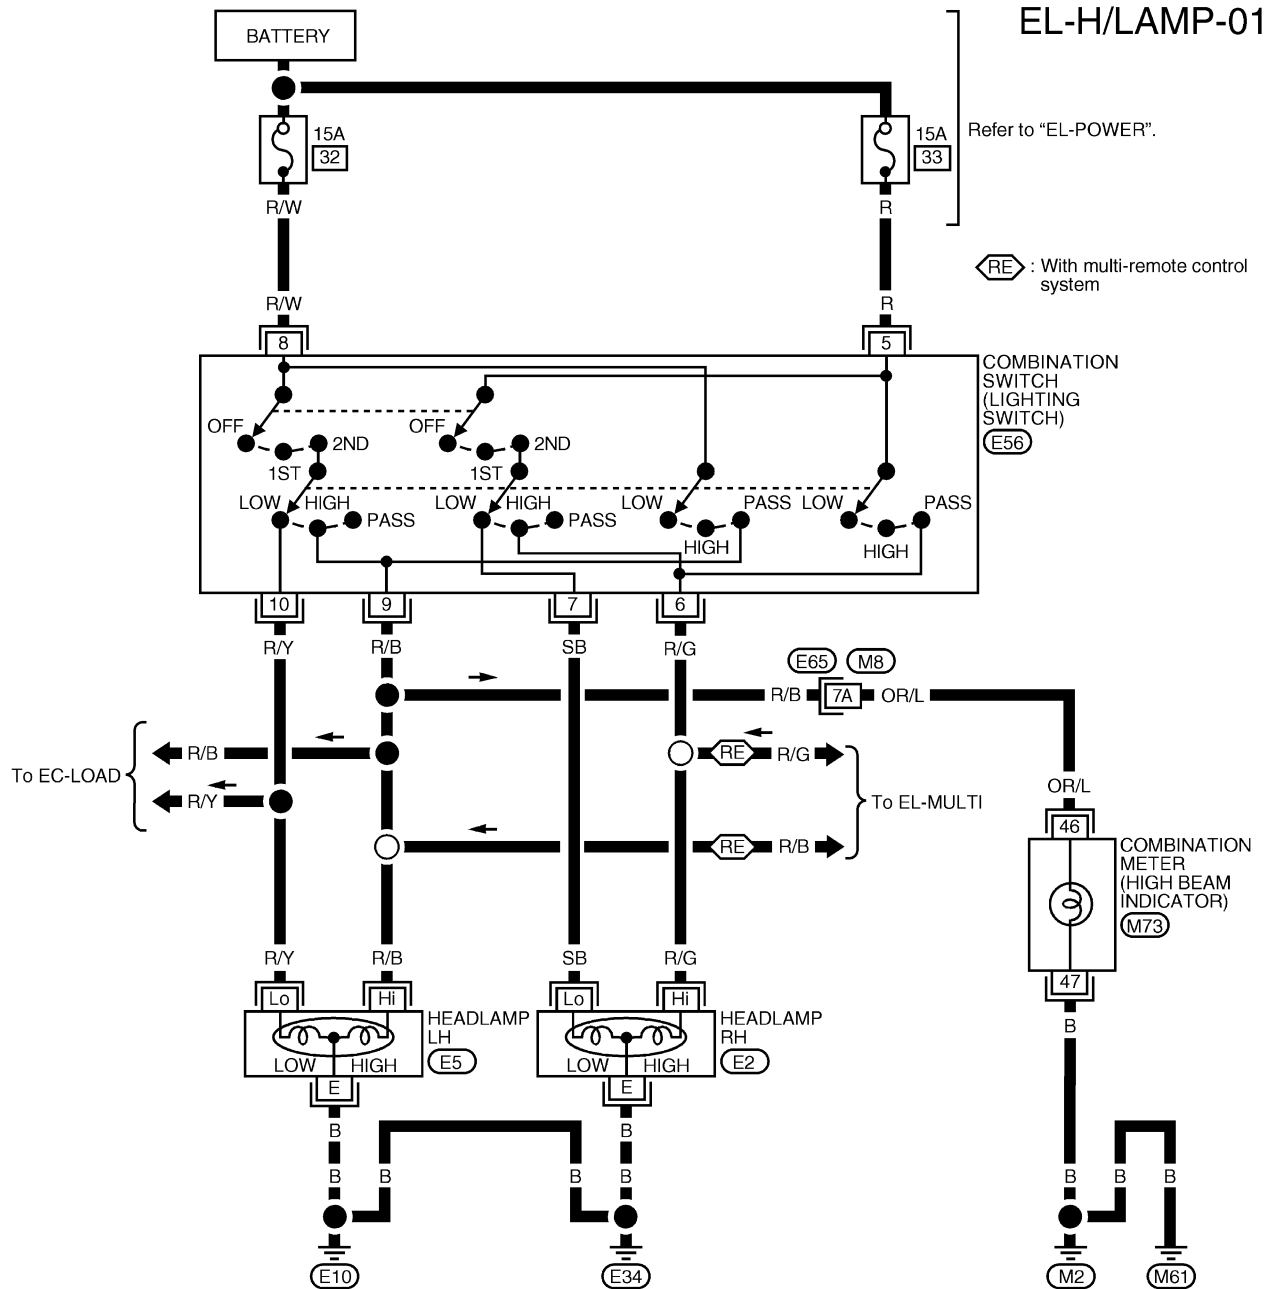 EL-H/LAMP-01
BATTERY
15A
32
15A
33
Refer to “EL-POWER”.
R/W
R
RE : With multi-remote control
system
R/W
R
8
5
COMBINATION
SWITCH
(LIGHTING
SWITCH)
E56
OFF
2ND
1ST
OFF
2ND
1ST
LOW
HIGH
PASS
LOW
HIGH
PASS
LOW
PASS
HIGH
LOW
PASS
HIGH
10
9
7
6
R/Y
R/B
SB
R/G
E65
M8
R/B
7A
OR/L
To EC-LOAD
R/B
R/Y
RE
R/G
To EL-MULTI
RE
R/B
OR/L
46
COMBINATION
METER
(HIGH BEAM
INDICATOR)
M73
47
B
R/Y
R/B
SB
R/G
Lo
Hi
HEADLAMP
LH
E5
LOW
HIGH
E
Lo
Hi
HEADLAMP
RH
E2
LOW
HIGH
E
B
B
B
B
B
B
B
B
B
B
E10
E34
M2
M61